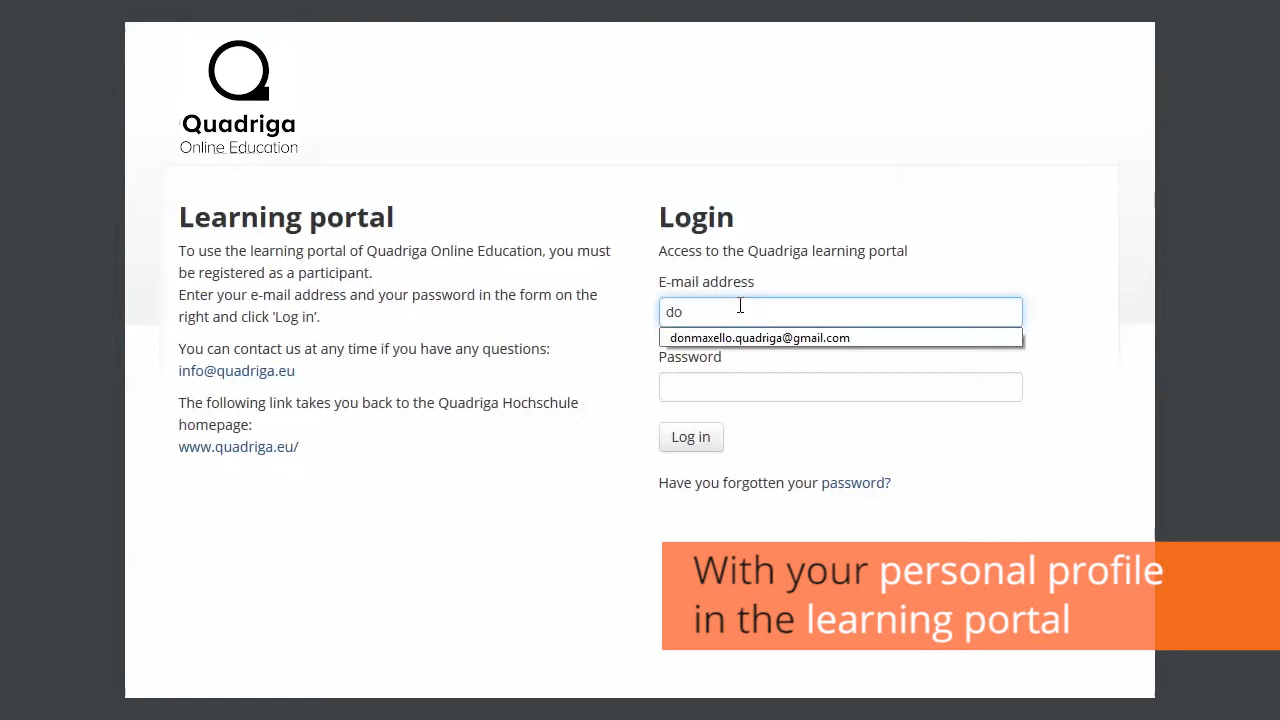 Quadriga
Online Education
Learning portal
To use the learning portal of Quadriga Online Education, you must
be registered as a participant.
Enter your e-mail address and your password in the form on the
right and click ‘Log in’.
You can contact us at any time if you have any questions:
info@quadriga.eu
The following link takes you back to the Quadriga Hochschule
homepage:
www.quadriga.eu/
Login
Access to the Quadriga learning portal
E-mail address
do
donmaxello.quadriga@gmail.com
Password
Log in
Have you forgotten your password?
With your personal profile
in the learning portal